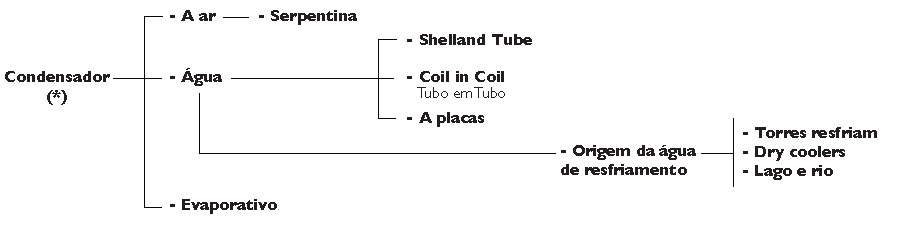 - A ar
- Serpentina
- Shelland Tube
Condensador
(*)
- Água
- Coil in Coil
Tubo em Tubo
- A placas
- Origem da água
de resfriamento
- Torres resfriam
- Dry coolers
- Lago e rio
- Evaporativo